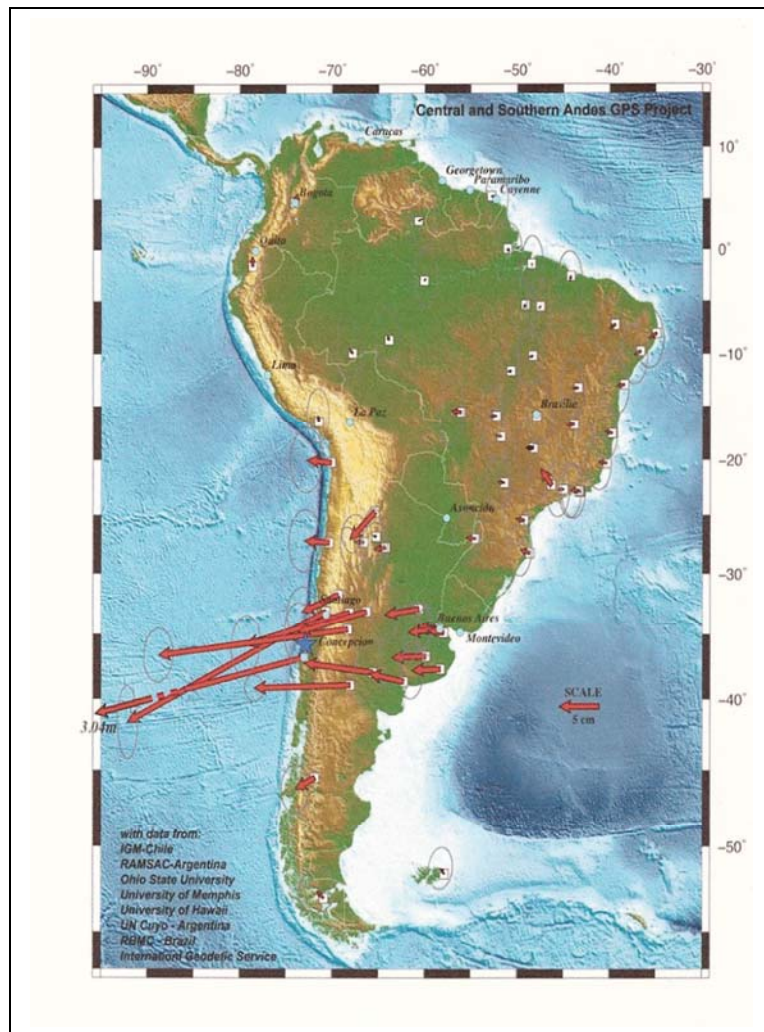 −90° −80° −70° −60° −50° −40° −30°
Central and Southern Andes GPS Project
Caracas
10°
Georgetown
Paramaribo
Cayenne
Bogota
Quito
0°
Lima
−10°
La Paz
Brasilia
−20°
Asuncion
−30°
Santiago
Buenos Aires
Concepcion
Montevideo
SCALE
5 cm
−40°
3.04m
−50°
with data from:
IGM-Chile
RAMSAC-Argentina
Ohio State University
University of Memphis
University of Hawaii
UN Cuyo - Argentina
RBMC - Brazil
International Geodetic Service